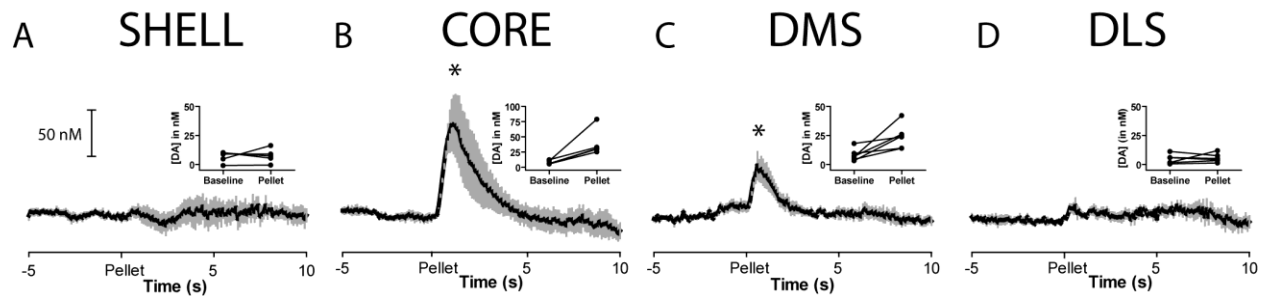 A SHELL
B CORE
C DMS
D DLS
50 nM
[DA] in nM
50
25
0
Baseline Pellet
*
[DA] in nM
100
75
50
25
0
Baseline Pellet
*
[DA] in nM
50
25
0
Baseline Pellet
[DA] (in nM)
50
25
0
Baseline Pellet
-5 Pellet 5 10
Time (s)
-5 Pellet 5 10
Time (s)
-5 Pellet 5 10
Time (s)
-5 Pellet 5 10
Time (s)